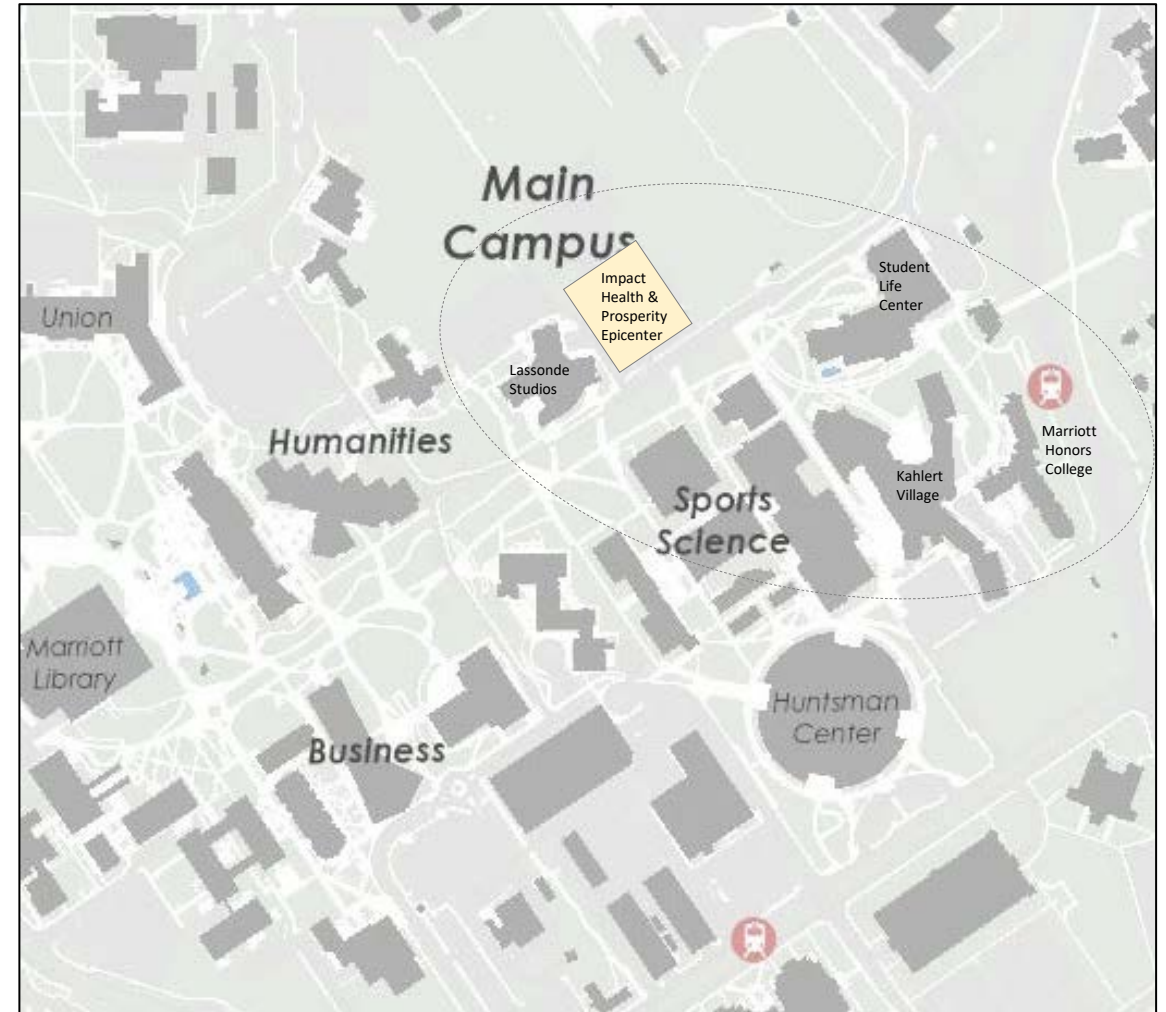 Main
Campus
Impact
Health &
Prosperity
Epicenter
Student
Life
Center
Union
Lassonde
Studios
Marriott
Honors
College
Humanities
Kahlert
Village
Sports
Science
Marriott
Library
Huntsman
Center
Business